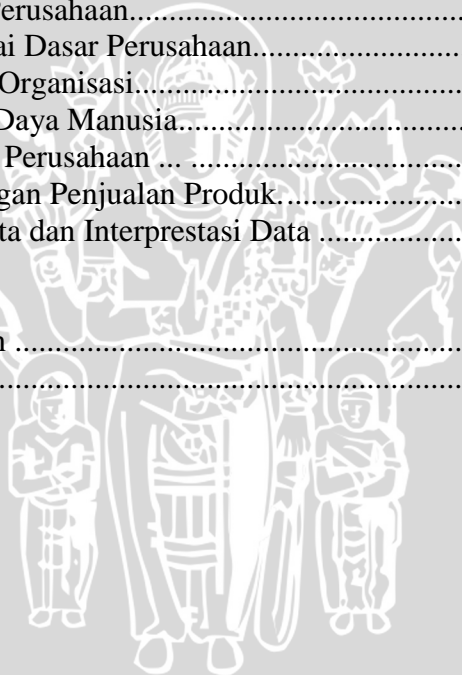 Perusahaan..............................................
ai Dasar Perusahaan...........................
Organisasi..........................................
Daya Manusia....................................
Perusahaan ... ...................................
gan Penjualan Produk........................
ta dan Interprestasi Data ...................
n .........................................................
.............................................................